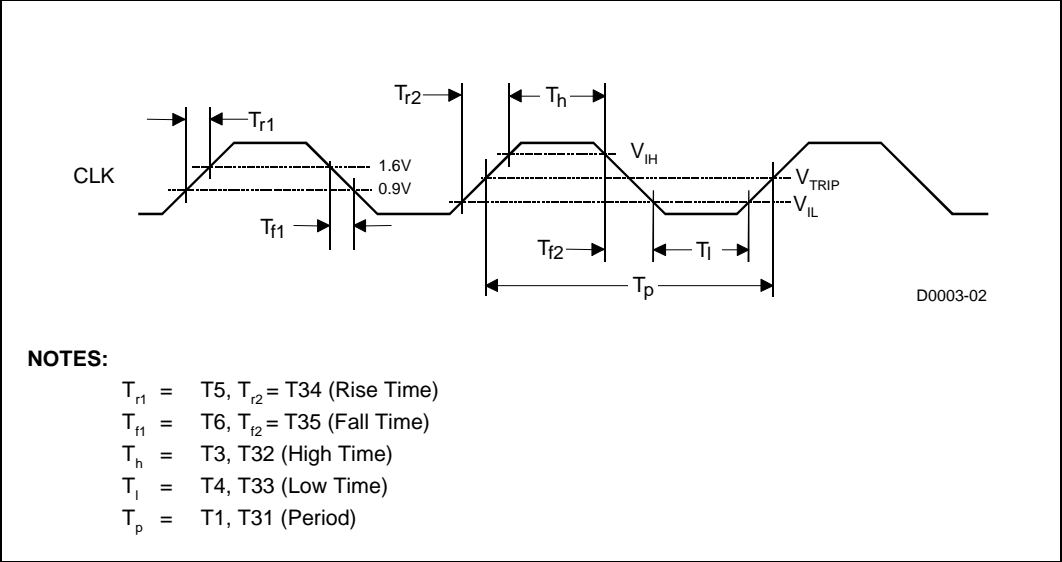 Tr2 Th
Tr1
CLK
1.6V
0.9V
VIH
VTRIP
VIL
Tf1
Tf2 Tl
Tp
D0003-02
NOTES:
Tr1 = T5, Tr2 = T34 (Rise Time)
Tf1 = T6, Tf2 = T35 (Fall Time)
Th = T3, T32 (High Time)
Tl = T4, T33 (Low Time)
Tp = T1, T31 (Period)